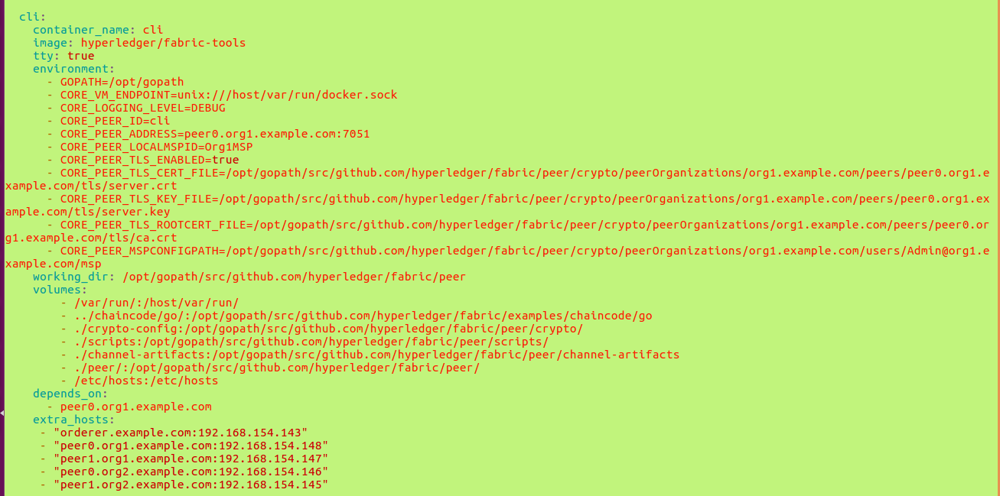 cli:
container_name: cli
image: hyperledger/fabric-tools
tty: true
environment:
- GOPATH=/opt/gopath
- CORE_VM_ENDPOINT=unix:///host/var/run/docker.sock
- CORE_LOGGING_LEVEL=DEBUG
- CORE_PEER_ID=cli
- CORE_PEER_ADDRESS=peer0.org1.example.com:7051
- CORE_PEER_LOCALMSPID=Org1MSP
- CORE_PEER_TLS_ENABLED=true
- CORE_PEER_TLS_CERT_FILE=/opt/gopath/src/github.com/hyperledger/fabric/peer/crypto/peerOrganizations/org1.example.com/peers/peer0.org1.e
xample.com/tls/server.crt
- CORE_PEER_TLS_KEY_FILE=/opt/gopath/src/github.com/hyperledger/fabric/peer/crypto/peerOrganizations/org1.example.com/peers/peer0.org1.ex
ample.com/tls/server.key
- CORE_PEER_TLS_ROOTCERT_FILE=/opt/gopath/src/github.com/hyperledger/fabric/peer/crypto/peerOrganizations/org1.example.com/peers/peer0.or
g1.example.com/tls/ca.crt
- CORE_PEER_MSPCONFIGPATH=/opt/gopath/src/github.com/hyperledger/fabric/peer/crypto/peerOrganizations/org1.example.com/users/Admin@org1.e
xample.com/msp
working_dir: /opt/gopath/src/github.com/hyperledger/fabric/peer
volumes:
- /var/run/:/host/var/run/
- ../chaincode/go/:/opt/gopath/src/github.com/hyperledger/fabric/examples/chaincode/go
- ./crypto-config:/opt/gopath/src/github.com/hyperledger/fabric/peer/crypto/
- ./scripts:/opt/gopath/src/github.com/hyperledger/fabric/peer/scripts/
- ./channel-artifacts:/opt/gopath/src/github.com/hyperledger/fabric/peer/channel-artifacts
- ./peer/:/opt/gopath/src/github.com/hyperledger/fabric/peer/
- /etc/hosts:/etc/hosts
depends_on:
- peer0.org1.example.com
extra_hosts:
- "orderer.example.com:192.168.154.143"
- "peer0.org1.example.com:192.168.154.148"
- "peer1.org1.example.com:192.168.154.147"
- "peer0.org2.example.com:192.168.154.146"
- "peer1.org2.example.com:192.168.154.145"